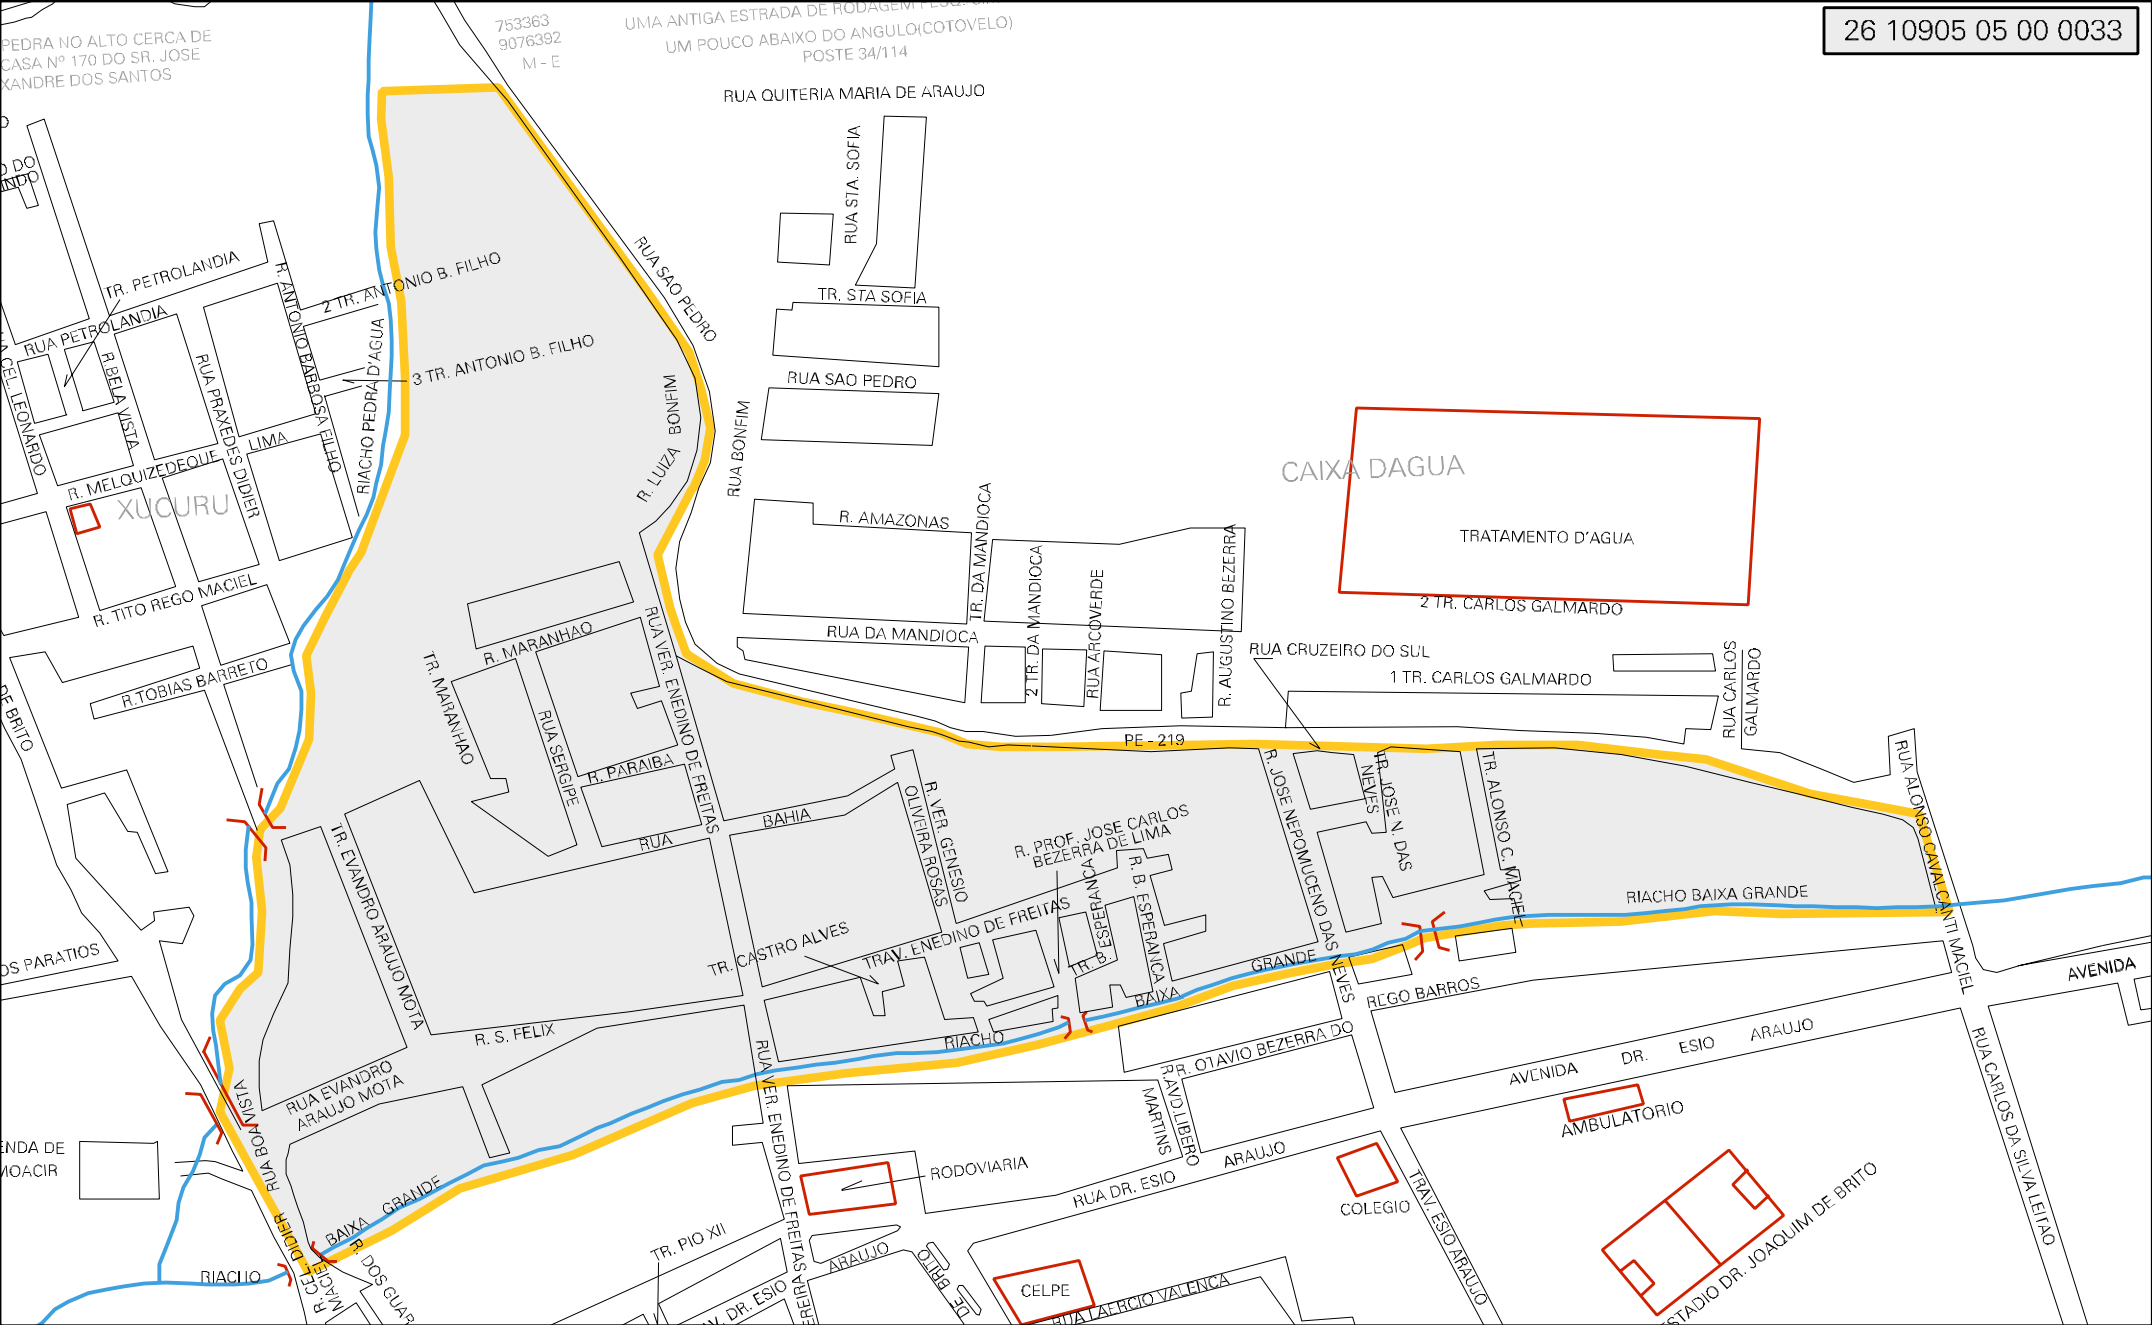 26 10905 05 00 0033
PEDRA NO ALTO CERCA DE
CASA Nº 170 DO SR. JOSE
XANDRE DOS SANTOS
753363
9076392
M - E
UMA ANTIGA ESTRADA DE RODAGEM
UM POUCO ABAIXO DO ANGULO(COTOVELO)
POSTE 34/114
RUA QUITERIA MARIA DE ARAUJO
RUA STA. SOFIA
TR. STA SOFIA
RUA SAO PEDRO
RUA SAO PEDRO
RUA BONFIM
R. LUIZA BONFIM
TR. PETROLANDIA
RUA PETROLANDIA
R. ANTONIO BARBOSA FILHO
2 TR. ANTONIO B. FILHO
3 TR. ANTONIO B. FILHO
RIACHO PEDRA D'AGUA
R.BELA VISTA
RUA PRAXEDES DIDIER
CEL. LEONARDO
R. MELQUIZEDEQUE LIMA
XUCURU
R. TITO REGO MACIEL
R.TOBIAS BARRETO
DE BRITO
OS PARATIOS
R. AMAZONAS
TR. DA MANDIOCA
2 TR. DA MANDIOCA
RUA ARCOVERDE
R. AUGUSTINO BEZERRA
RUA DA MANDIOCA
CAIXA DAGUA
TRATAMENTO D'AGUA
2 TR. CARLOS GALMARDO
1 TR. CARLOS GALMARDO
RUA CARLOS
GALMARDO
RUA CRUZEIRO DO SUL
PE - 219
R. MARANHAO
TR. MARANHAO
RUA SERGIPE
R. PARAIBA
RUA VER. ENEDINO DE FREITAS
RUA BAHIA
R. VER. GENESIO
OLIVEIRA ROSAS
R. PROF. JOSE CARLOS
BEZERRA DE LIMA
TR. B. ESPERANCA
R. B. ESPERANCA
R. JOSE NEPOMUCENO DAS NEVES
TR. JOSE N. DAS
NEVES
TR. ALONSO C. MACIEL
RUA ALONSO CAVALCANTI MACIEL
RIACHO BAIXA GRANDE
TR. EVANDRO ARAUJO MOTA
TR. CASTRO ALVES
TRAV. ENEDINO DE FREITAS
R. S. FELIX
RIACHO BAIXA GRANDE
RUA EVANDRO
ARAUJO MOTA
RUA BOA VISTA
REGO BARROS
R. OTAVIO BEZERRA DO
R.AVD.LIBERO
MARTINS
AVENIDA DR. ESIO ARAUJO
AVENIDA
RUA CARLOS DA SILVA LEITAO
AMBULATORIO
COLEGIO
RODOVIARIA
RUA DR. ESIO ARAUJO
TRAV. ESIO ARAUJO
ESTADIO DR. JOAQUIM DE BRITO
ENDA DE
MOACIR
RIACHO BAIXA GRANDE
R. CEL. DIDIER
MACIEL
R. DOS GUAR
TR. PIO XII
RUA VER. ENEDINO DE FREITAS
AV. DR. ESIO ARAUJO
DE BRITO
CELPE
RUA LAERCIO VALENCA